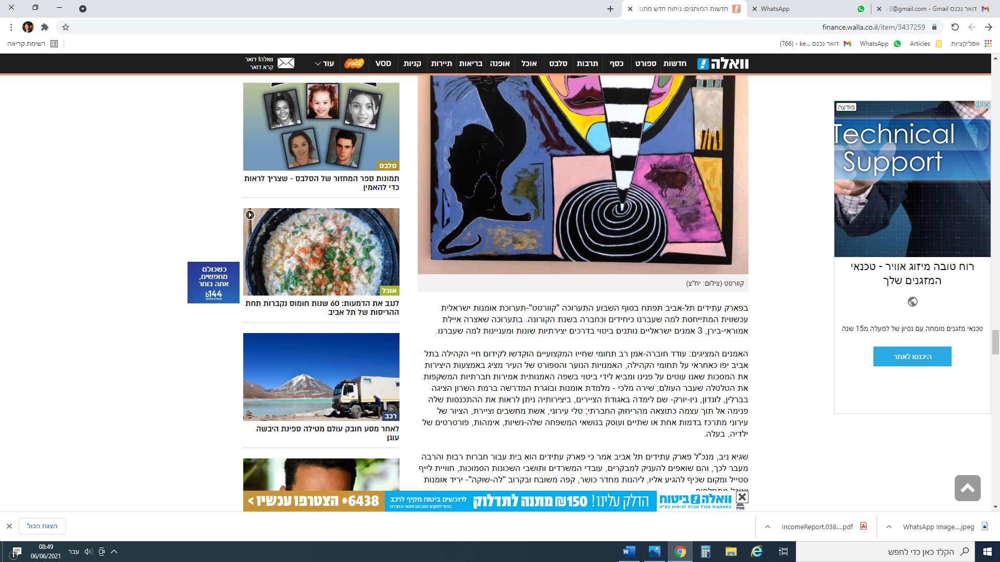 דואר נכנס v3@gmail.com - Gmail
WhatsApp
חדשות המותגים: ניחוח חדש מתפ
finance.walla.co.il/item/3437259
אפליקציות
Articles
WhatsApp
דואר נכנס ke... - (766)
רשימת קריאה
וואלה!
חדשות
ספורט
כסף
תרבות
סלבס
אוכל
אופנה
בריאות
תיירות
קניות
VOD
yad2
עוד
וואלה! דואר
קרא דואר
מודעה
Technical
Support
רוח טובה מיזוג אוויר - טכנאי
המזגנים שלך
טכנאי מזגנים מומחה עם נסיון של למעלה מ15 שנה
היכנסו לאתר
קוורטט (צילום: יח"צ)
בפארק עתידים תל-אביב תפתח בסוף השבוע התערוכה "קוורטט"-תערוכת אומנות ישראלית
עכשווית המתייחסת למה שעברנו כיחידים וכחברה בשנת הקורונה. בתערוכה שאצרה איילת
אמוראי-בירן, 3 אמנים ישראליים נותנים ביטוי בדרכים יצירתיות שונות ומעניינות למה שעברנו.
האמנים המציגים: עודד חוברה-אמן רב תחומי שחייו המקצועיים הוקדשו לקידום חיי הקהילה בתל
אביב יפו כאחראי על תחומי הקהילה, האמנויות הנוער והספורט של העיר מציג באמצעות היצירות
את המסכות שאנו עוטים על פנינו ומביא לידי ביטוי בשפה האמנותית אמירות חברתיות המשקפות
את הטלטלה שעבר העולם; שירה מלכי - מלמדת אומנות ובוגרת המדרשה ברמת השרון הציגה
בברלין, לונדון, ניו-יורק- שם לימדה באגודת הציירים, ביצירותיה ניתן לראות את ההתכנסות שלה
פנימה אל תוך עצמה כתוצאה מהריחוק החברתי; טלי עירוני, אשת מחשבים וציירת, הציור של
עירוני מתרכז בדמות אחת או שתיים ועוסק בנושאי המשפחה שלה-נשיות, אימהות, פורטרטים של
ילדיה, בעלה.
שגיא ניב, מנכ"ל פארק עתידים תל אביב אמר כי פארק עתידים הוא בית עבור חברות רבות והרבה
מעבר לכך, והם שואפים להעניק למבקרים, עובדי המשרדים ותושבי השכונות הסמוכות, חוויית לייף
סטייל ומקום שכיף להגיע אליו, ליהנות מחדר כושר, קפה משובח ובקרוב "לה-שוקה"- יריד אומנות
סלבס
תמונות ספר המחזור של הסלבס - שצריך לראות
כדי להאמין
אוכל
לנגב את הדמעות: 60 שנות חומוס נקברות תחת
ההריסות של תל אביב
רכב
לאחר מסע חובק עולם מטילה ספינת היבשה
עוגן
כשכולם
מחפשים,
אתה בוחר
b144
מגדל
וואלה! ביטוח
באמצעות מגדל חברה לביטוח בע"מ
הדלק עלינו! ₪150 מתנה לתדלוק
לרוכשים ביטוח מקיף לרכב
כפוף לתקנון המבצע ותנאי החברה
6438* הצטרפו עכשיו >
WhatsApp Image....jpeg
IncomeReport.038....pdf
הצגת הכול
הקלד כאן כדי לחפש
עבר
08:49
06/06/2021
1